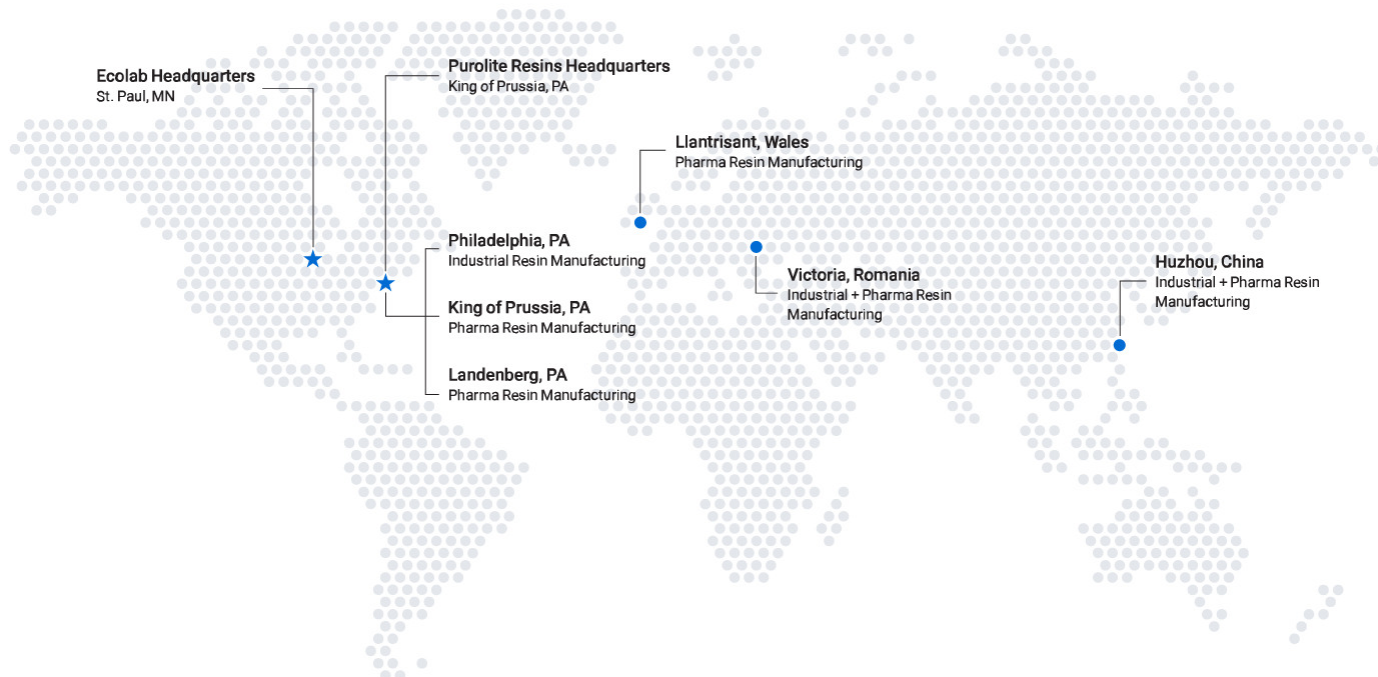 Ecolab Headquarters
St. Paul, MN
Purolite Resins Headquarters
King of Prussia, PA
Llantrisant, Wales
Pharma Resin Manufacturing
Philadelphia, PA
Industrial Resin Manufacturing
King of Prussia, PA
Pharma Resin Manufacturing
Landenberg, PA
Pharma Resin Manufacturing
Victoria, Romania
Industrial + Pharma Resin
Manufacturing
Huzhou, China
Industrial + Pharma Resin
Manufacturing